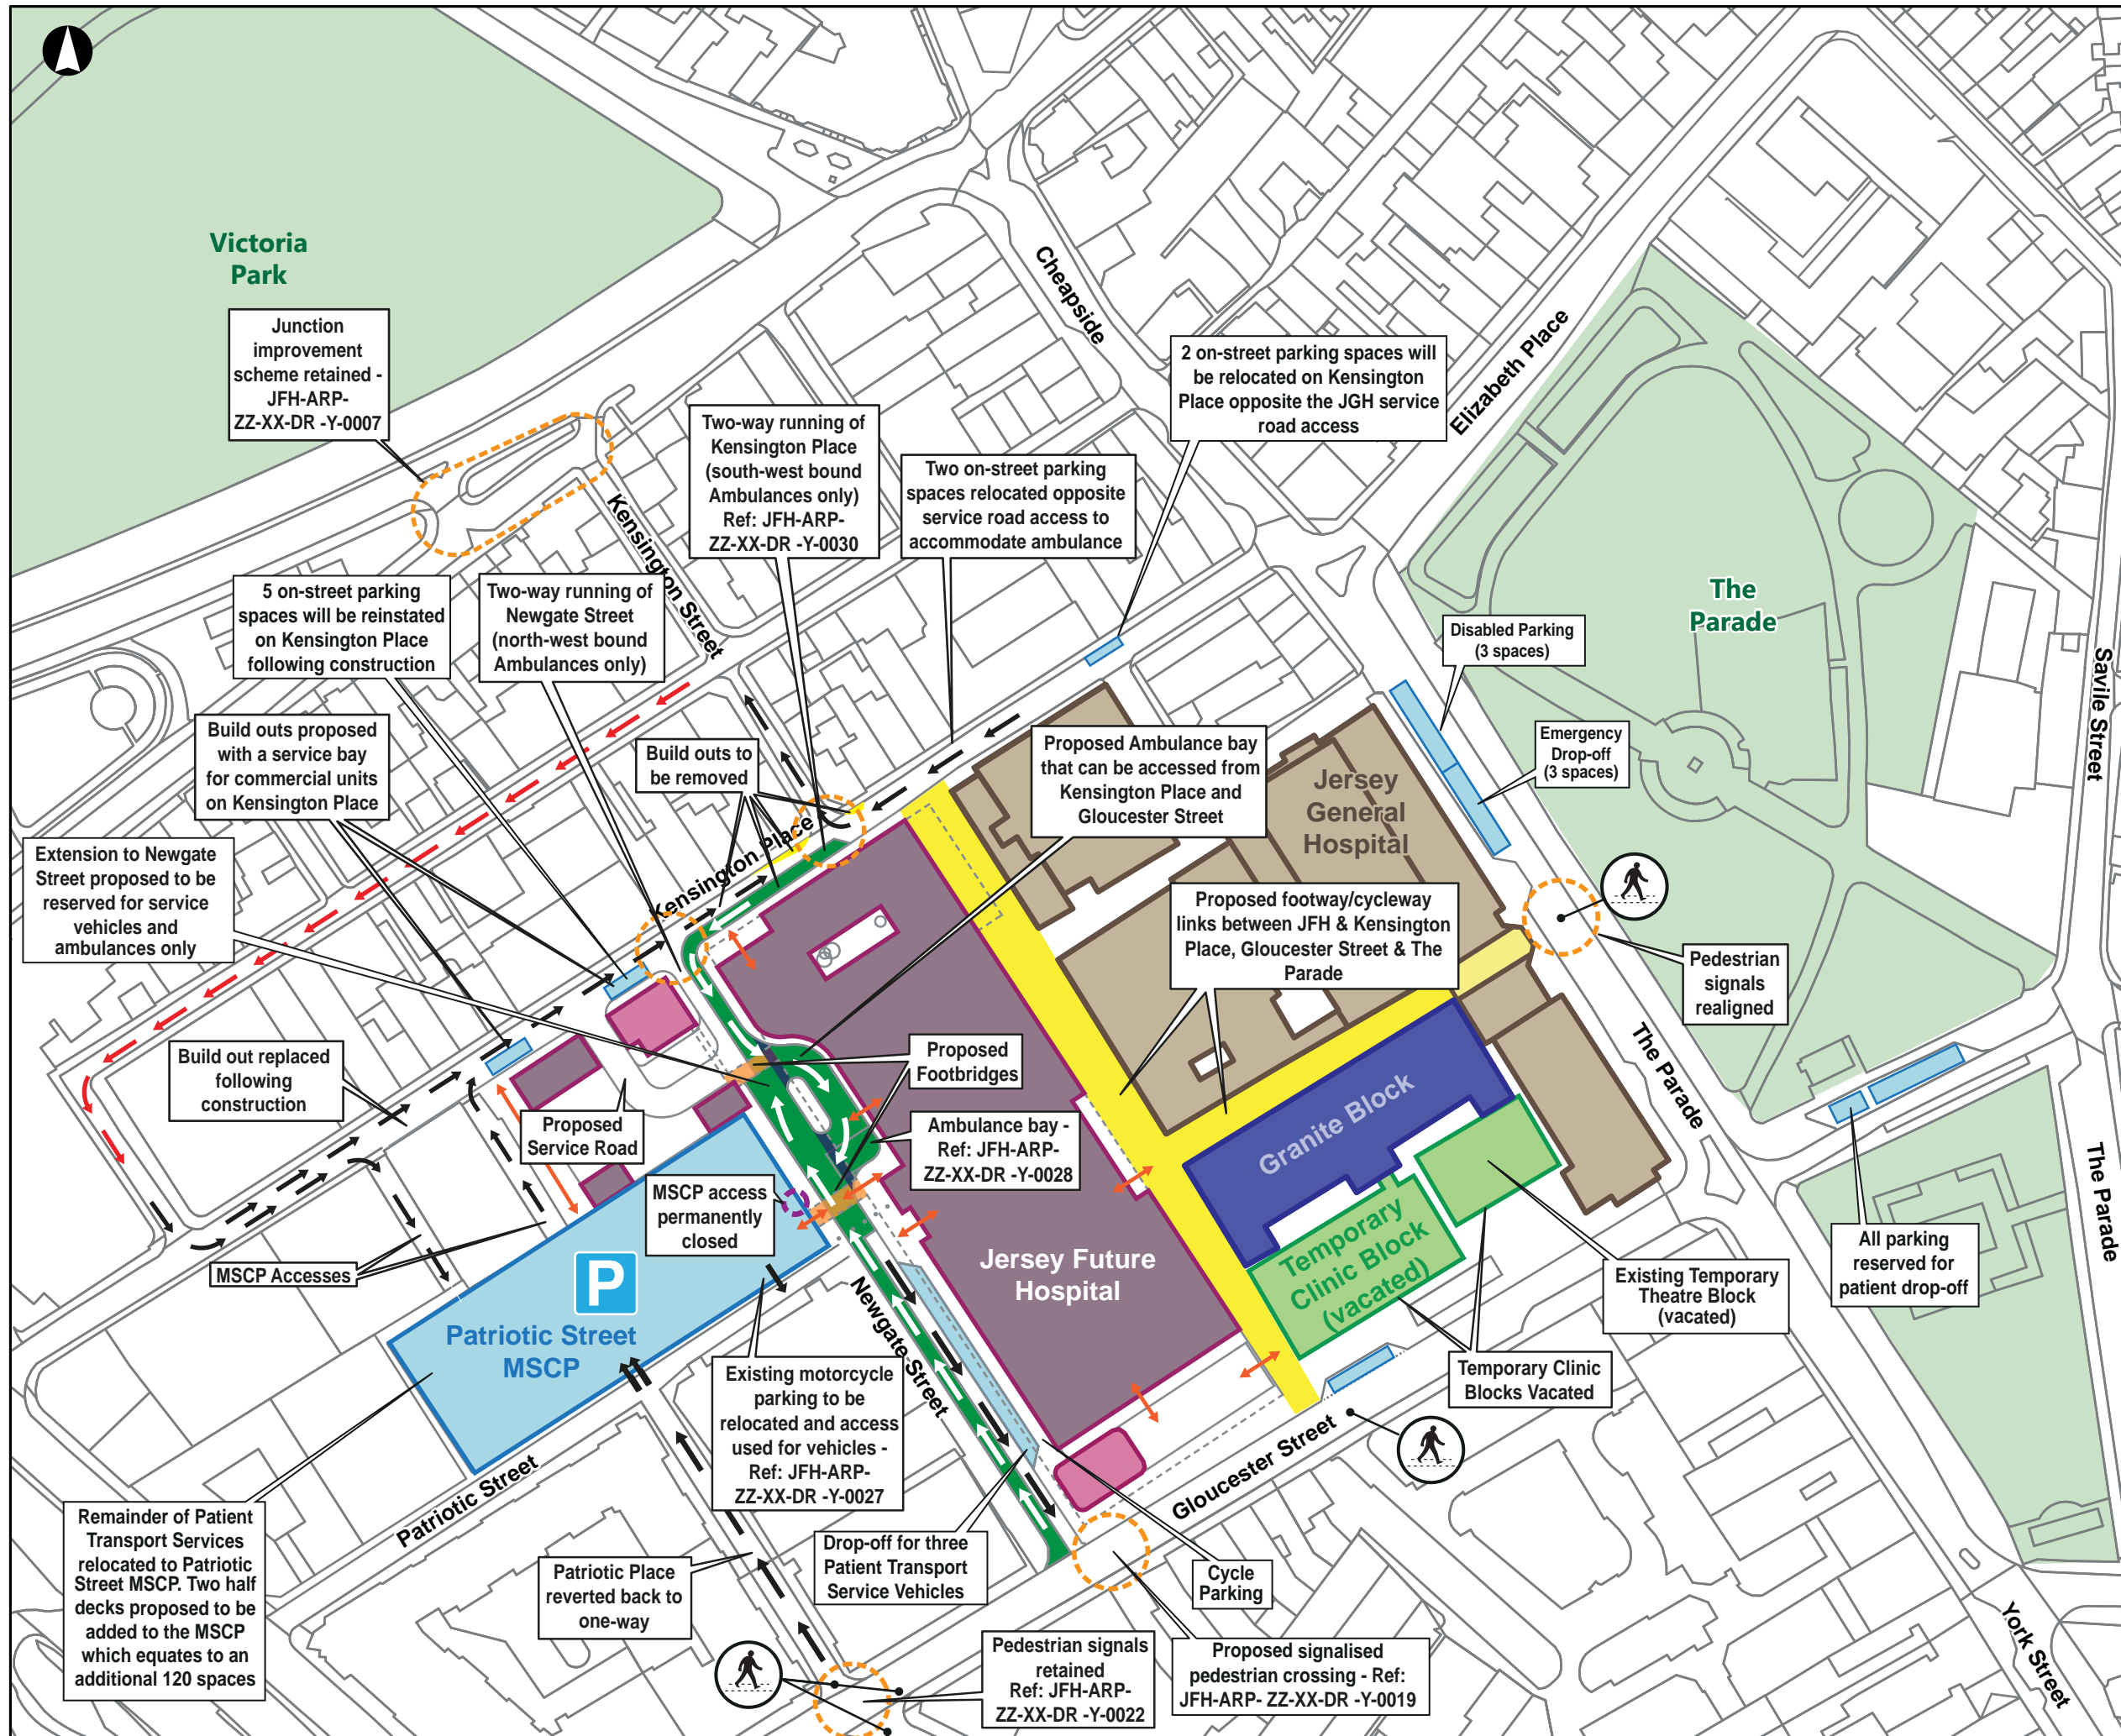 Victoria
Park
Junction
improvement
scheme retained -
JFH-ARP-
ZZ-XX-DR -Y-0007
Cheapside
Elizabeth Place
2 on-street parking spaces will
be relocated on Kensington
Place opposite the JGH service
road access
Two-way running of
Kensington Place
(south-west bound
Ambulances only)
Ref: JFH-ARP-
ZZ-XX-DR -Y-0030
Two on-street parking
spaces relocated opposite
service road access to
accommodate ambulance
Kensington Street
5 on-street parking
spaces will be reinstated
on Kensington Place
following construction
Two-way running of
Newgate Street
(north-west bound
Ambulances only)
The
Parade
Disabled Parking
(3 spaces)
Saville Street
Build outs proposed
with a service bay
for commercial units
on Kensington Place
Build outs to
be removed
Proposed Ambulance bay
that can be accessed from
Kensington Place and
Gloucester Street
Emergency
Drop-off
(3 spaces)
Jersey
General
Hospital
Extension to Newgate
Street proposed to be
reserved for service
vehicles and
ambulances only
Kensington Place
Proposed footway/cycleway
links between JFH & Kensington
Place, Gloucester Street & The
Parade
Pedestrian
signals
realigned
Build out replaced
following
construction
Proposed
Footbridges
The Parade
Proposed
Service Road
Ambulance bay -
Ref: JFH-ARP-
ZZ-XX-DR -Y-0028
Granite Block
The Parade
MSCP access
permanently
closed
MSCP Accesses
Jersey Future
Hospital
Temporary
Clinic Block
(vacated)
Existing Temporary
Theatre Block
(vacated)
All parking
reserved for
patient drop-off
P
Patriotic Street
MSCP
Newgate Street
Temporary Clinic
Blocks Vacated
Existing motorcycle
parking to be
relocated and access
used for vehicles -
Ref: JFH-ARP-
ZZ-XX-DR -Y-0027
Gloucester Street
Patriotic Street
Remainder of Patient
Transport Services
relocated to Patriotic
Street MSCP. Two half
decks proposed to be
added to the MSCP
which equates to an
additional 120 spaces
Patriotic Place
reverted back to
one-way
Drop-off for three
Patient Transport
Service Vehicles
Cycle
Parking
Pedestrian signals
retained
Ref: JFH-ARP-
ZZ-XX-DR -Y-0022
Proposed signalised
pedestrian crossing - Ref:
JFH-ARP- ZZ-XX-DR -Y-0019
York Street